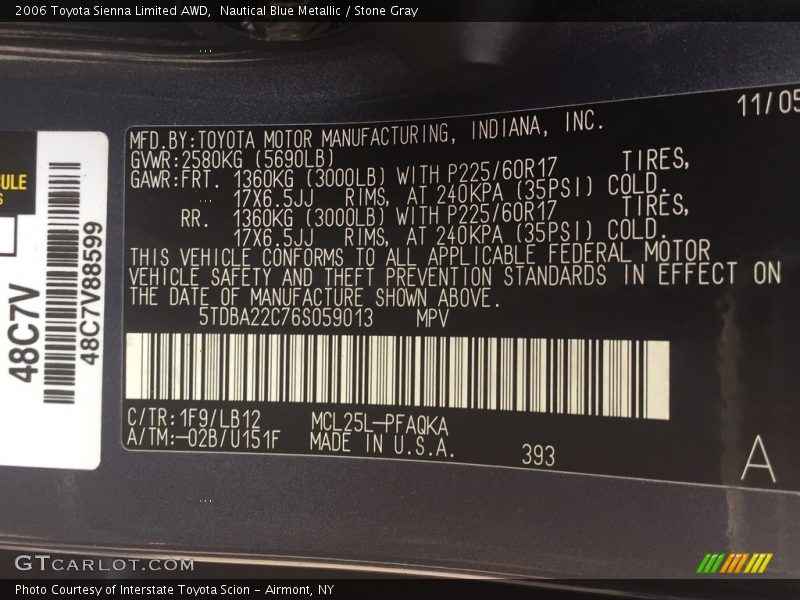 2006 Toyota Sienna Limited AWD,  Nautical Blue Metallic / Stone Gray
11/05
MFD.BY:TOYOTA MOTOR MANUFACTURING, INDIANA, INC.
GVWR:2580KG (5690LB)
GAWR:FRT. 1360KG (3000LB) WITH P225/60R17 TIRES,
17X6.5JJ RIMS, AT 240KPA (35PSI) COLD.
RR. 1360KG (3000LB) WITH P225/60R17 TIRES,
17X6.5JJ RIMS, AT 240KPA (35PSI) COLD.
THIS VEHICLE CONFORMS TO ALL APPLICABLE FEDERAL MOTOR
VEHICLE SAFETY AND THEFT PREVENTION STANDARDS IN EFFECT ON
THE DATE OF MANUFACTURE SHOWN ABOVE.
5TDBA22C76S059013 MPV
C/TR:1F9/LB12 MCL25L-PFAQKA
A/TM:-02B/U151F MADE IN U.S.A.
393
A
48C7V
48C7V88599
GTCARLOT.COM
Photo Courtesy of Interstate Toyota Scion - Airmont, NY